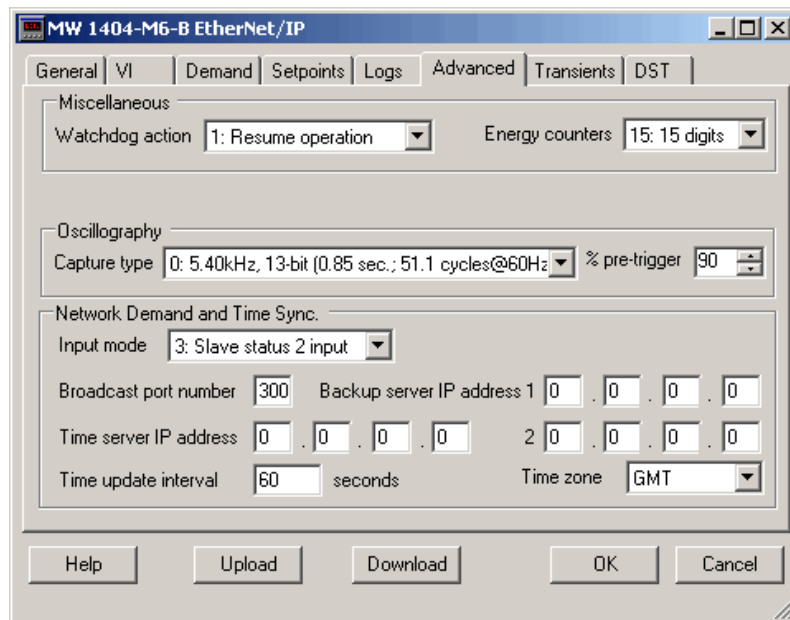 MW 1404-M6-B EtherNet/IP
General VI Demand Setpoints Logs Advanced Transients DST
Miscellaneous
Watchdog action 1: Resume operation Energy counters 15: 15 digits
Oscillography
Capture type 0: 5.40kHz, 13-bit (0.85 sec.; 51.1 cycles@60Hz % pre-trigger 90
Network Demand and Time Sync.
Input mode 3: Slave status 2 input
Broadcast port number 300 Backup server IP address 1 0 . 0 . 0 . 0
Time server IP address 0 . 0 . 0 . 0 2 0 . 0 . 0 . 0
Time update interval 60 seconds Time zone GMT
Help Upload Download OK Cancel